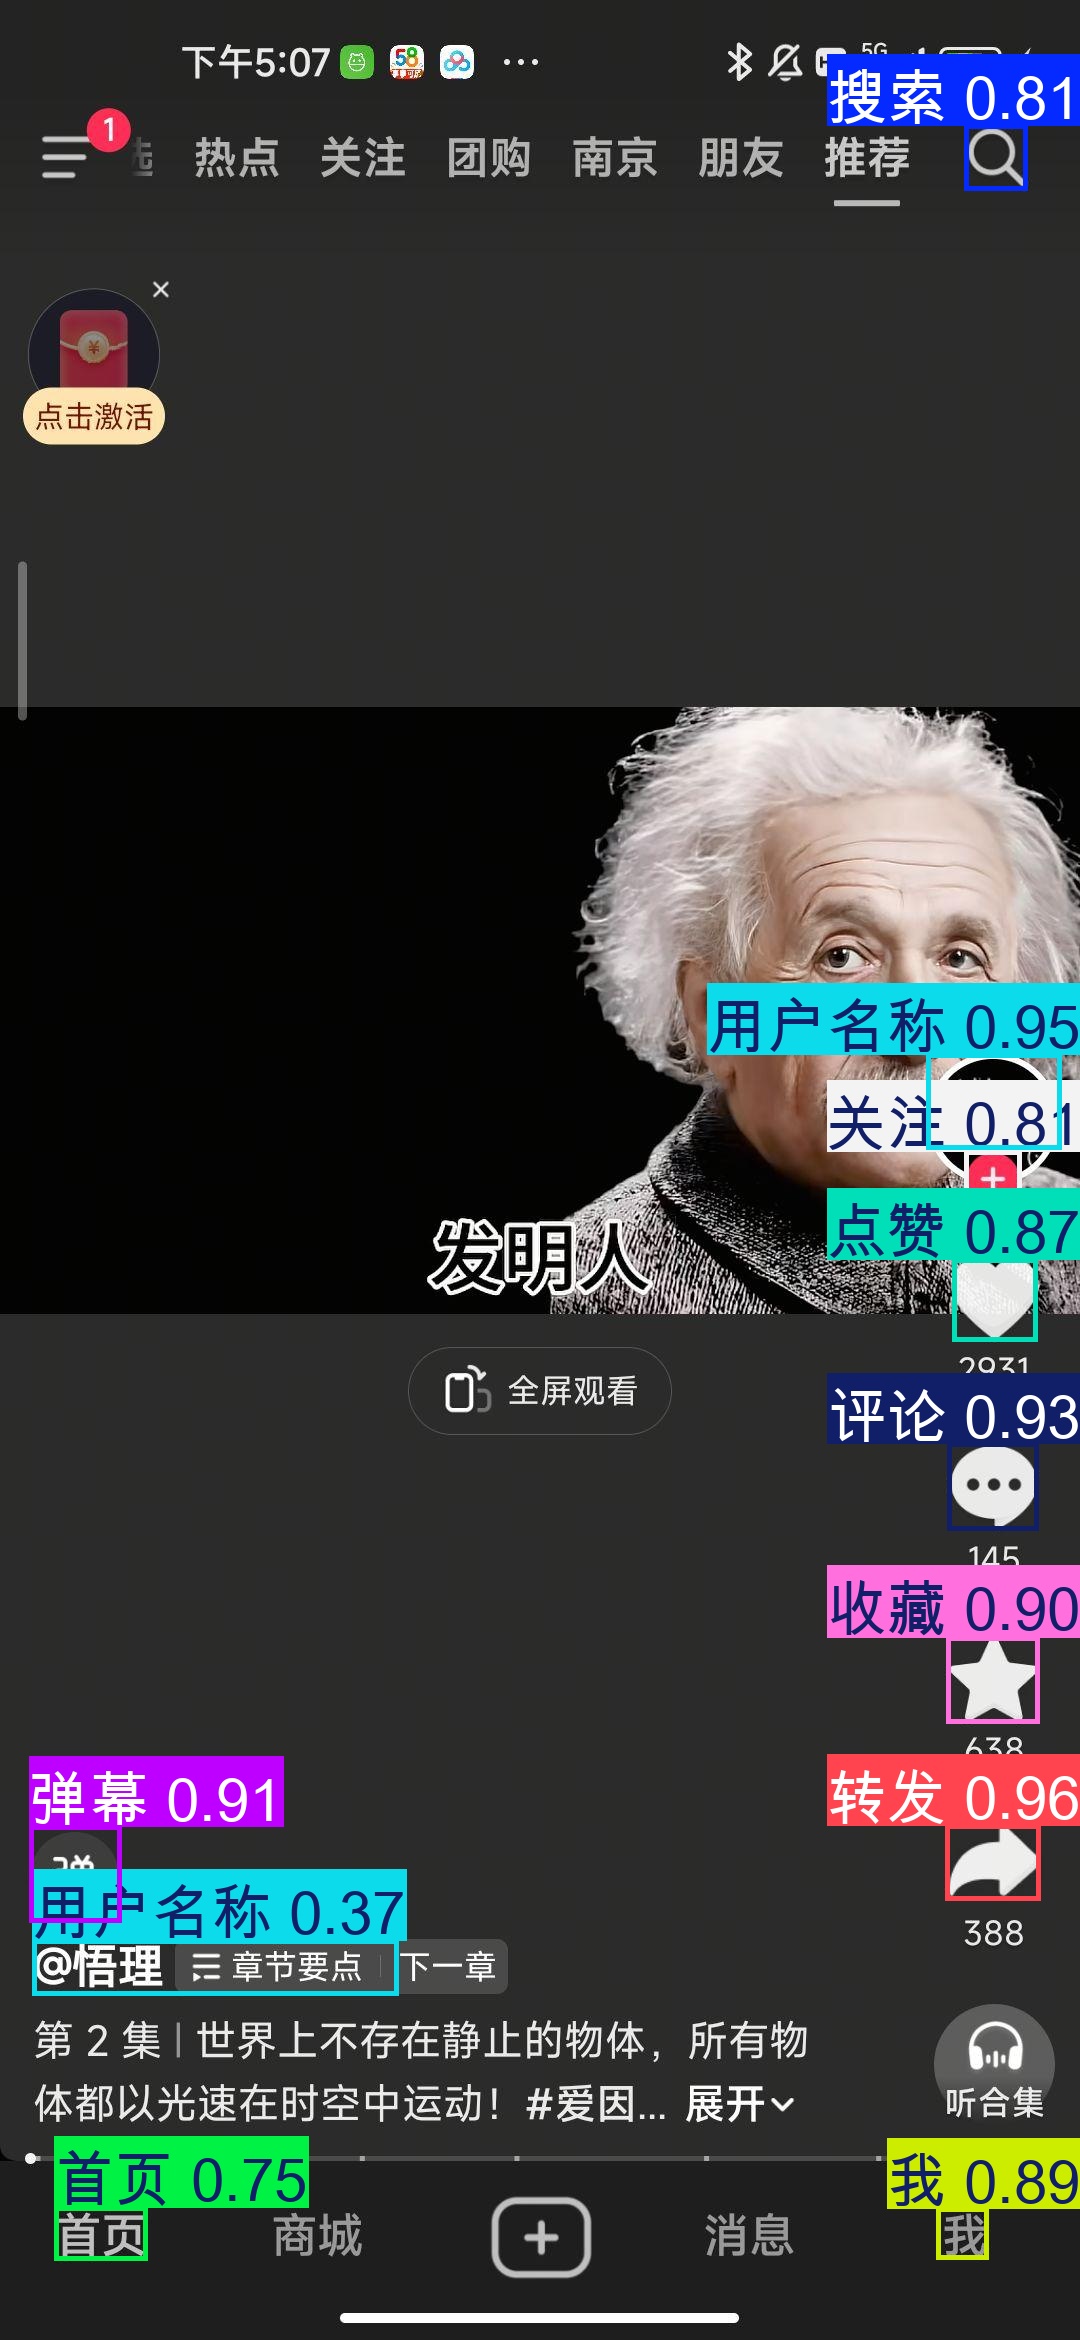 下午5:07
58
5G
搜索 0.81
1
热点 关注 团购 南京 朋友 推荐
点击激活
用户名称 0.95
关注 0.81
点赞 0.87
发明人
2931
全屏观看
评论 0.93
145
收藏 0.90
638
弹幕 0.91
转发 0.96
用户名称 0.37
388
@悟理 章节要点 下一章
第 2 集 | 世界上不存在静止的物体，所有物
体都以光速在时空中运动！#爱因... 展开
听合集
首页 0.75
我 0.89
首页 商城 消息 我